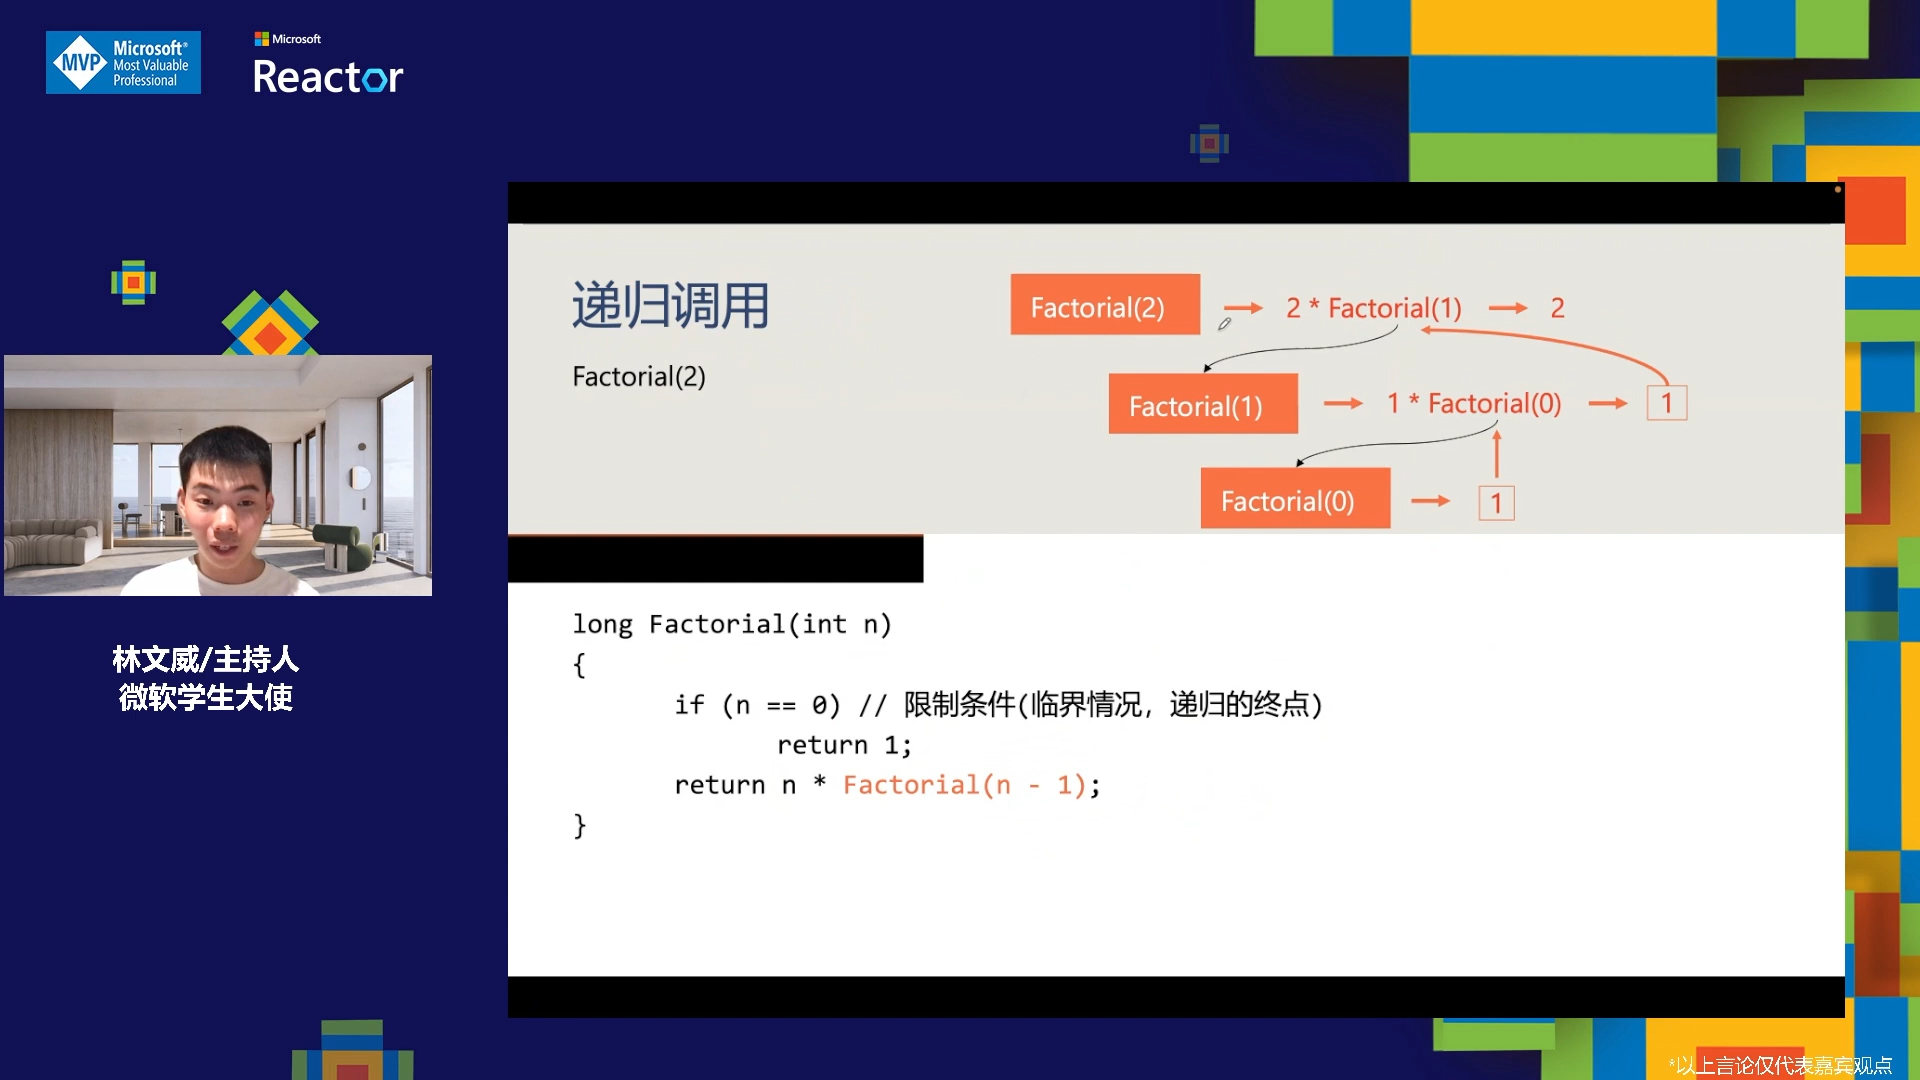 MVP
Microsoft®
Most Valuable
Professional
Microsoft
Reactor
递归调用
Factorial(2)
Factorial(2)
2 * Factorial(1)
2
Factorial(1)
1 * Factorial(0)
1
Factorial(0)
1
long Factorial(int n)
{
if (n == 0) // 限制条件(临界情况，递归的终点)
return 1;
return n * Factorial(n - 1);
}
林文威/主持人
微软学生大使
*以上言论仅代表嘉宾观点